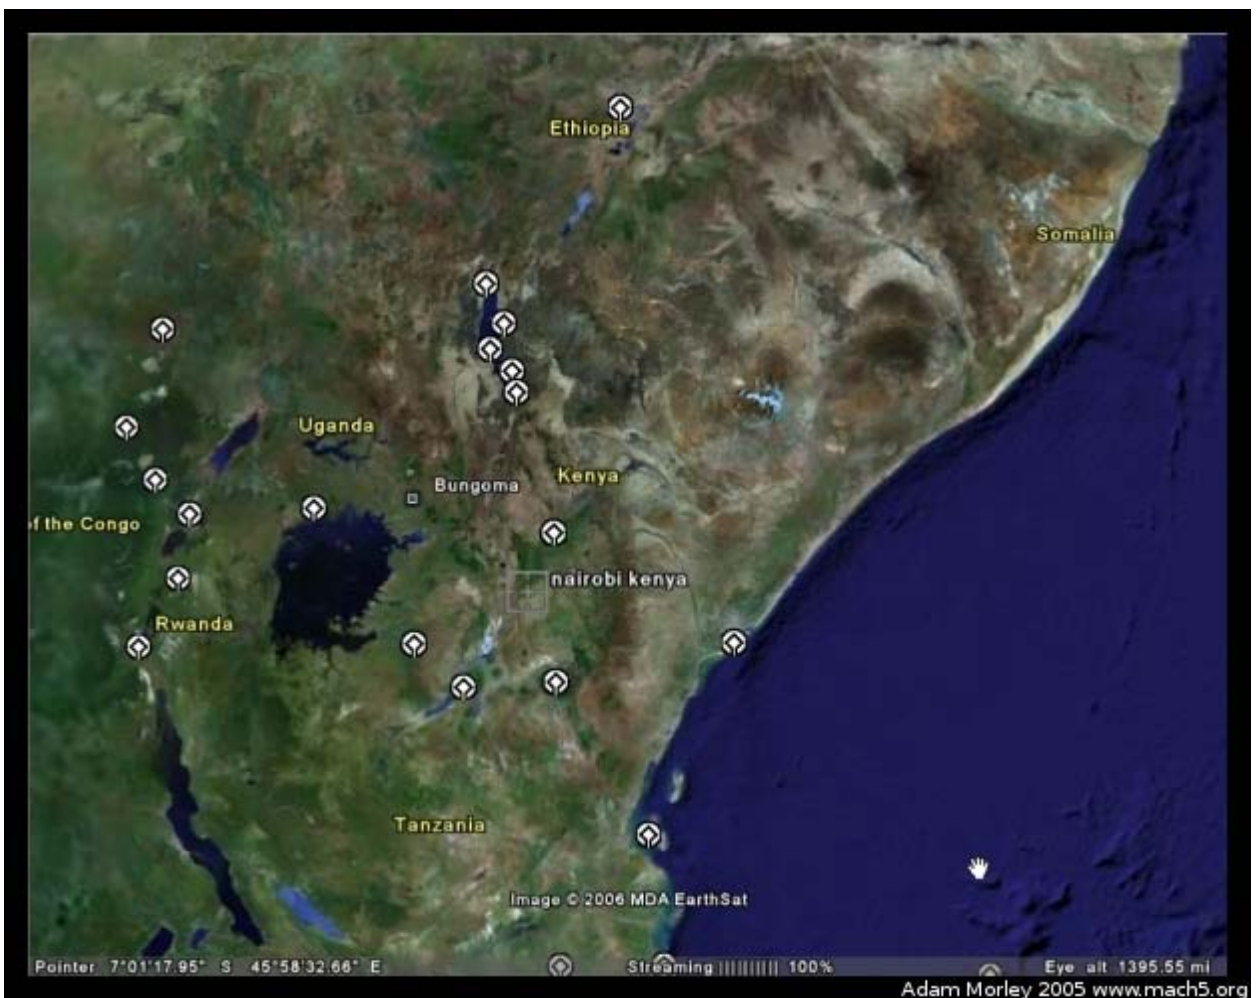 Ethiopia
Somalia
Uganda
Bungoma
Kenya
of the Congo
nairobi kenya
Rwanda
Tanzania
Image © 2006 MDA EarthSat
Pointer 7°01'17.95" S 45°58'32.66" E Streaming |||||||||| 100% Eye alt 1395.55 mi
Adam Morley 2005 www.mach5.org